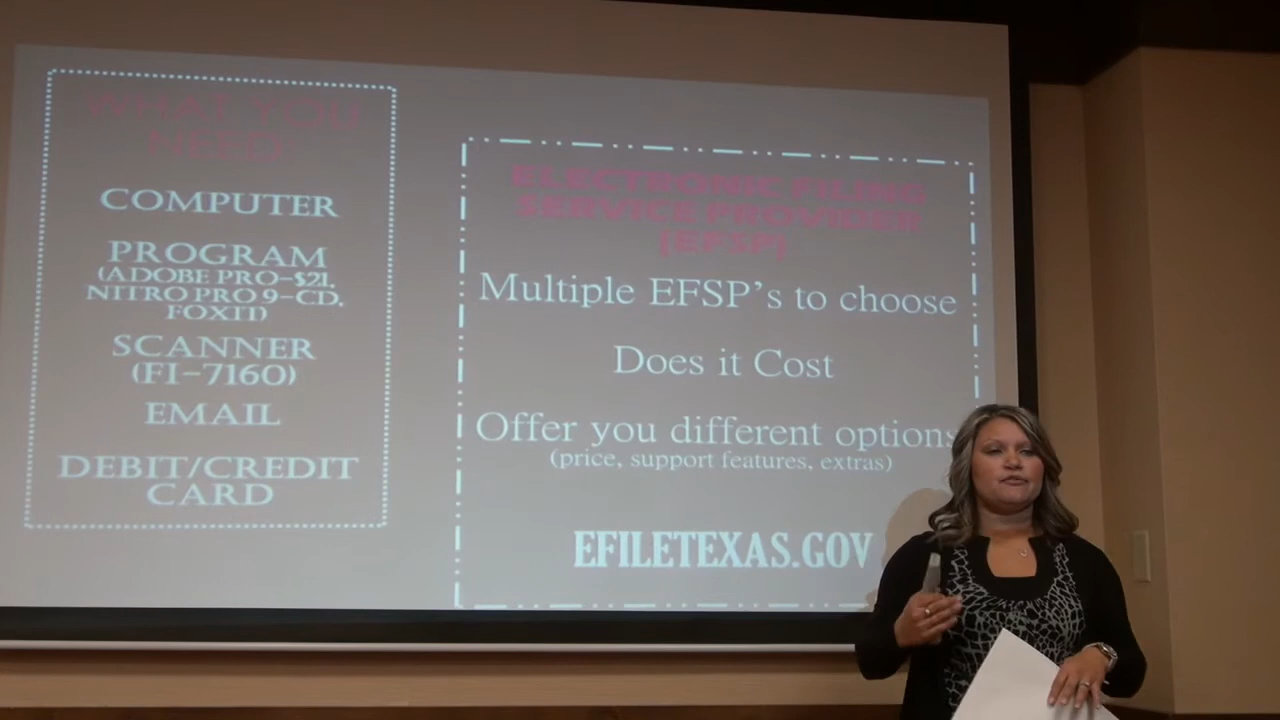 WHAT YOU
NEED:
COMPUTER
PROGRAM
(ADOBE PRO-$21,
NITRO PRO 9-CD,
FOXIT)
SCANNER
(FI-7160)
EMAIL
DEBIT/CREDIT
CARD
ELECTRONIC FILING
SERVICE PROVIDER
[EFSP]
Multiple EFSP's to choose
Does it Cost
Offer you different options
(price, support features, extras)
EFILETEXAS.GOV